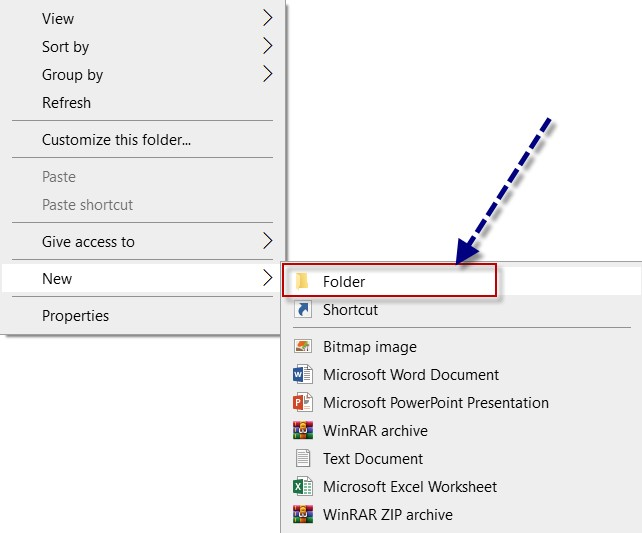 View
Sort by
Group by
Refresh
Customize this folder...
Paste
Paste shortcut
Give access to
New
Properties
Folder
Shortcut
Bitmap image
Microsoft Word Document
Microsoft PowerPoint Presentation
WinRAR archive
Text Document
Microsoft Excel Worksheet
WinRAR ZIP archive